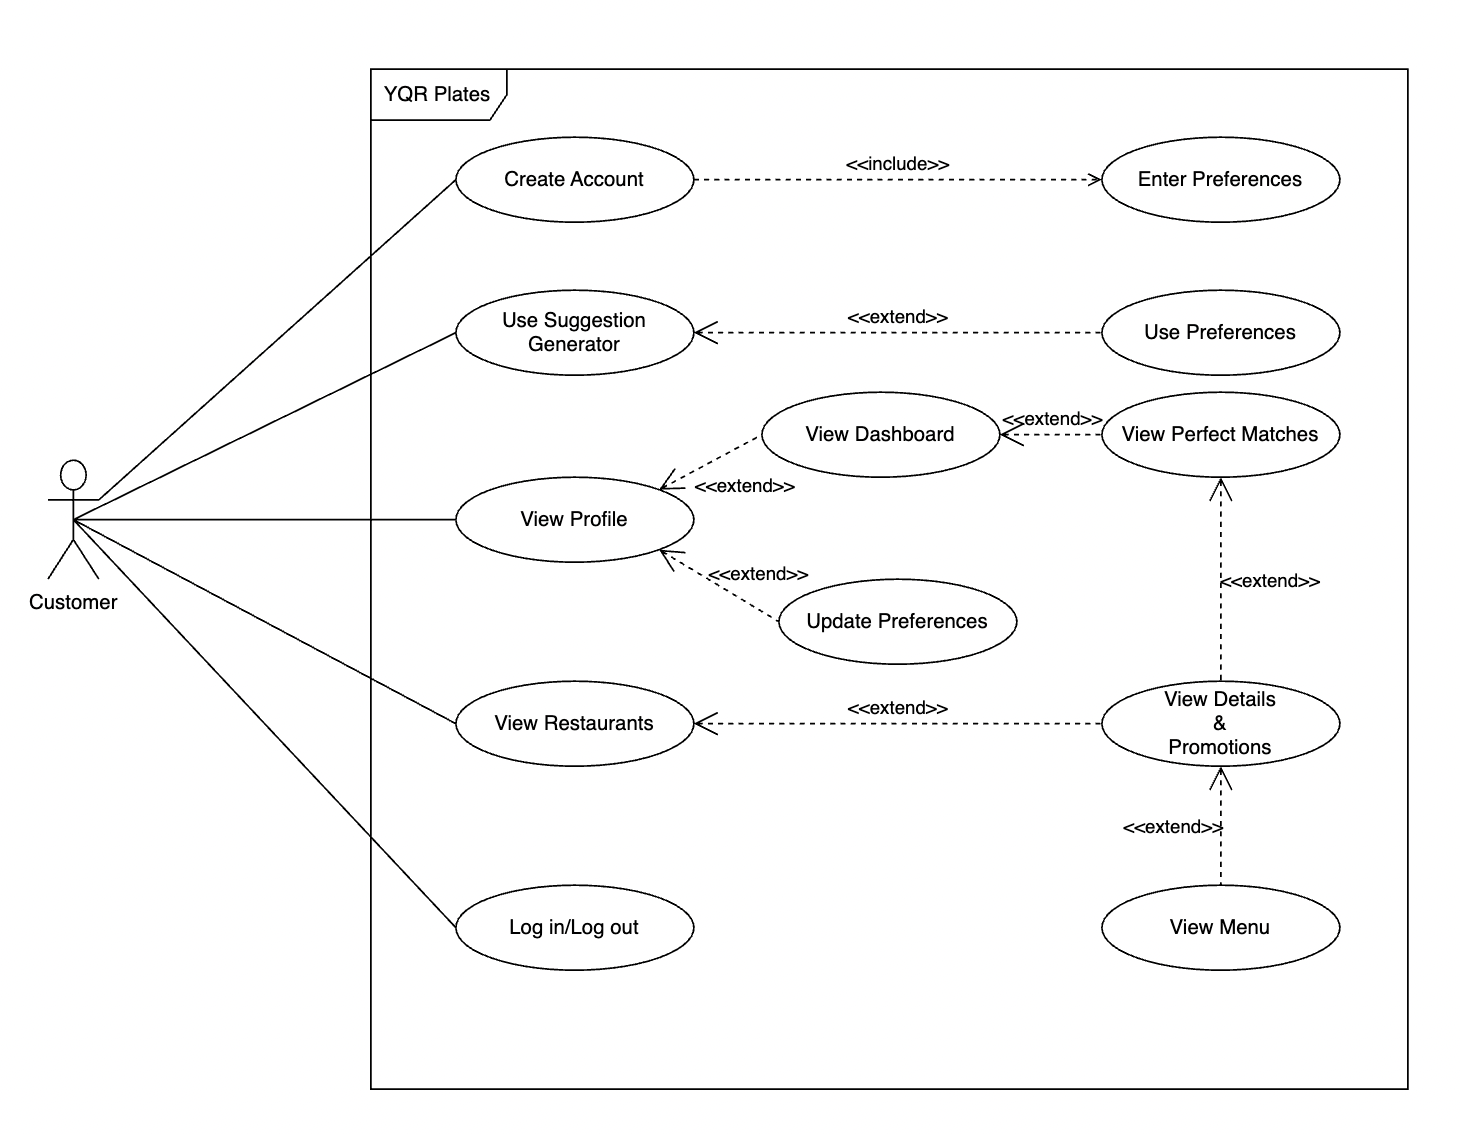 YQR Plates
Create Account
<<include>>
Enter Preferences
Use Suggestion
Generator
<<extend>>
Use Preferences
View Dashboard
<<extend>>
View Perfect Matches
<<extend>>
View Profile
<<extend>>
<<extend>>
Customer
Update Preferences
View Restaurants
<<extend>>
View Details
&
Promotions
<<extend>>
Log in/Log out
View Menu